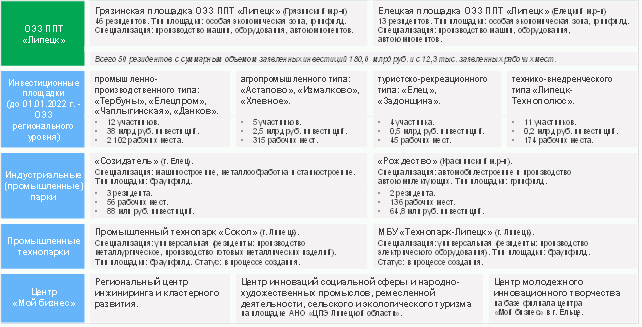 ОЭЗ ППТ
«Липецк»
Грязинская площадка ОЭЗ ППТ «Липецк» (Грязинский м.р-н)
46 резидентов. Тип площадки: особая экономическая зона, гринфилд.
Специализация: производство машин, оборудования, автокомпонентов.
Елецкая площадка ОЭЗ ППТ «Липецк» (Елецкий м.р-н)
13 резидентов. Тип площадки: особая экономическая зона, гринфилд.
Специализация: производство машин, оборудования,
автокомпонентов.
Всего 59 резидентов с суммарным объемом заявленных инвестиций 180,0 млрд руб. и с 12,3 тыс. заявленных рабочих мест.
Инвестиционные
площадки
(до 01.01.2022 г. -
ОЭЗ
регионального
уровня)
промышленно-
производственного типа:
«Тербуны», «Елецпром»,
«Чаплыгинская», «Данков».
• 12 участников.
• 38 млрд руб. инвестиций.
• 2 102 рабочих мест.
агропромышленного типа:
«Астапово», «Измалково»,
«Хлевное».
• 5 участников.
• 2,5 млрд руб. инвестиций.
• 315 рабочих мест.
туристско-рекреационного
типа: «Елец»,
«Задонщина».
• 4 участника.
• 0,5 млрд руб. инвестиций.
• 45 рабочих мест.
технико-внедренческого
типа «Липецк-
Технополюс».
• 11 участников.
• 0,2 млрд руб. инвестиций.
• 174 рабочих мест.
Индустриальные
(промышленные)
парки
«Созидатель» (г. Елец).
Специализация: машиностроение, металлообработка и станкостроение.
Тип площадки: браунфилд.
• 3 резидента.
• 56 рабочих мест.
• 88 млн руб. инвестиций.
«Рождество» (Краснинский м.р-н).
Специализация: автомобилестроение и производство
автокомплектующих. Тип площадки: гринфилд.
• 2 резидента.
• 136 рабочих мест.
• 64,8 млн руб. инвестиций.
Промышленные
технопарки
Промышленный технопарк «Сокол» (г. Липецк).
Специализация: универсальная (резиденты: производство
металлургическое, производство готовых металлических изделий).
Тип площадки: браунфилд. Статус: в процессе создания.
МБУ «Технопарк-Липецк» (г. Липецк).
Специализация: универсальная (резиденты: производство
электрического оборудования). Тип площадки: браунфилд.
Статус: в процессе создания.
Центр
«Мой бизнес»
Региональный центр
инжиниринга и кластерного
развития.
Центр инноваций социальной сферы и народно-
художественных промыслов, ремесленной
деятельности, сельского и экологического туризма
на площадке АНО «ЦПЭ Липецкой области».
Центр молодежного
инновационного творчества
на базе филиала центра
«Мой бизнес» в г. Ельце.